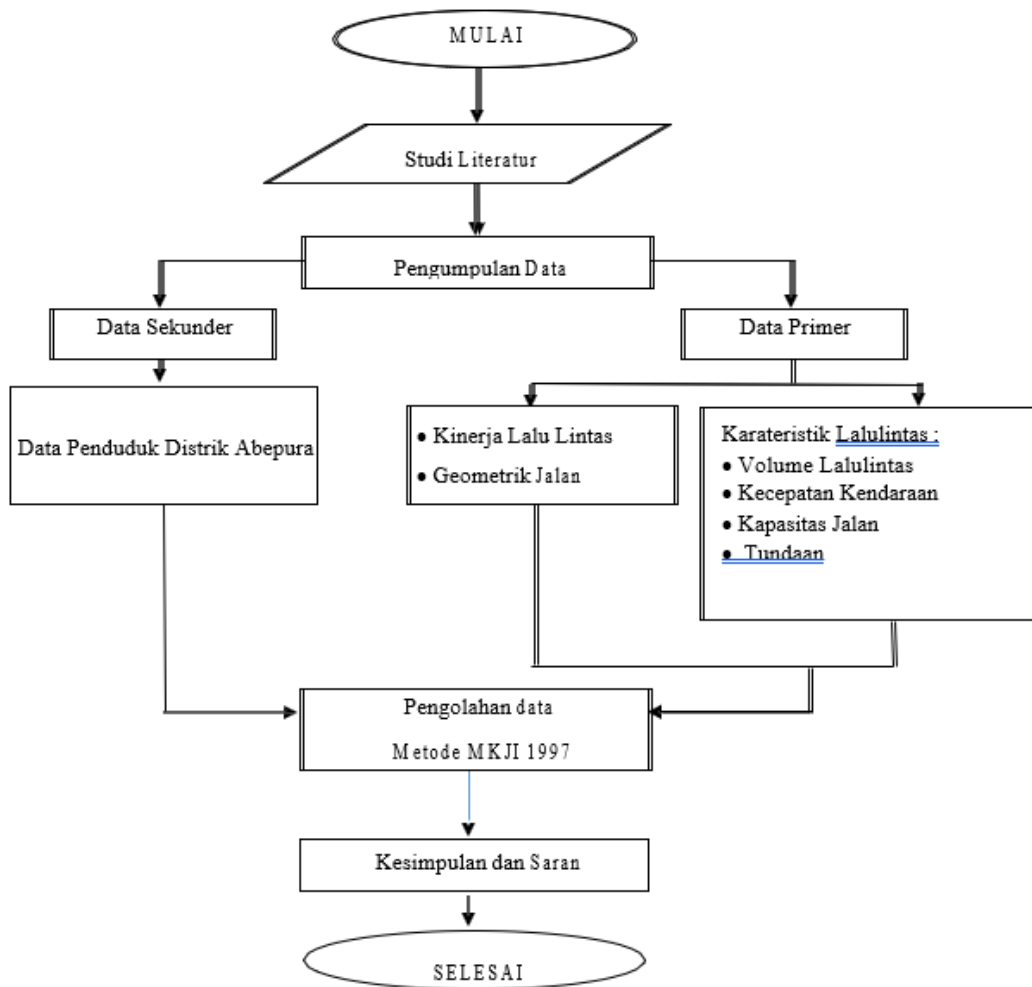 MULAI
Studi Literatur
Pengumpulan Data
Data Sekunder
Data Primer
Data Penduduk Distrik Abepura
• Kinerja Lalu Lintas
• Geometrik Jalan
Karateristik Lalulintas :
• Volume Lalulintas
• Kecepatan Kendaraan
• Kapasitas Jalan
• Tundaan
Pengolahan data
Metode MKJI 1997
Kesimpulan dan Saran
SELESAI